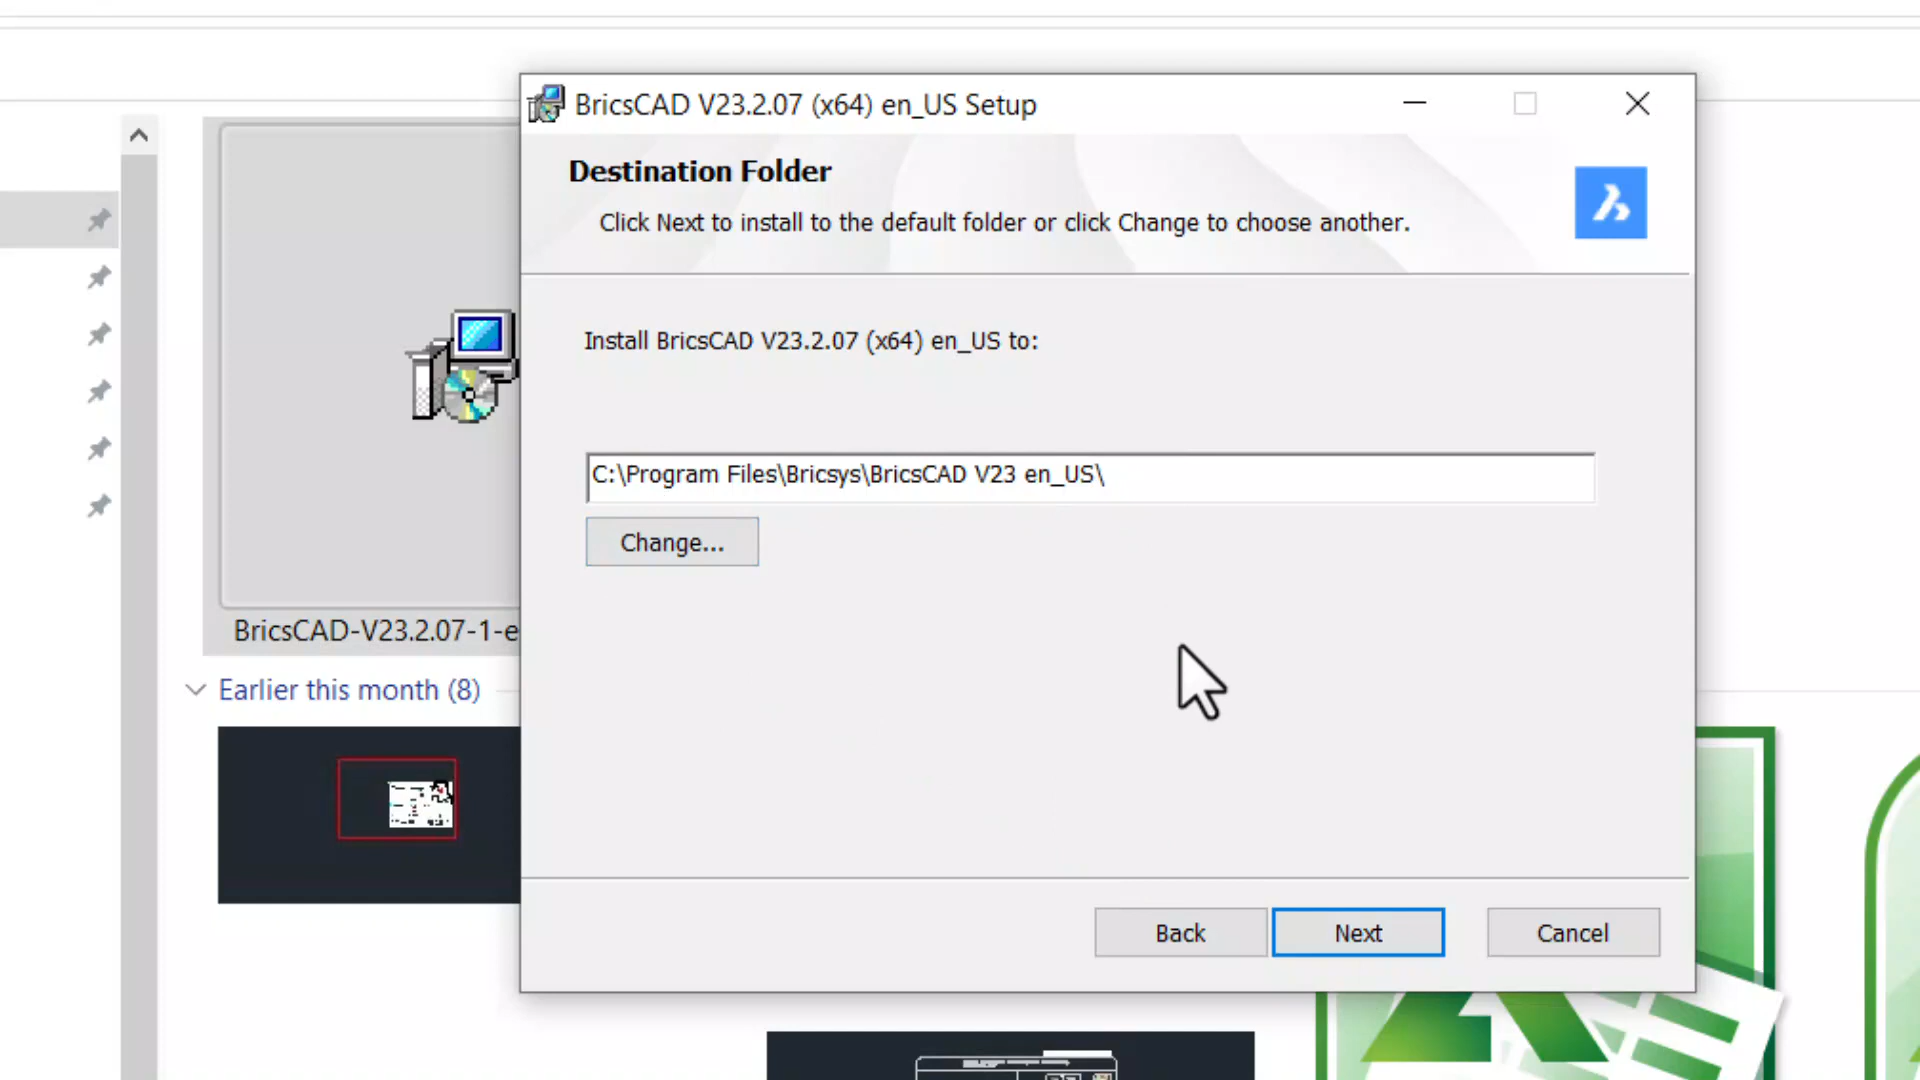 BricsCAD V23.2.07 (x64) en_US Setup
Destination Folder
Click Next to install to the default folder or click Change to choose another.
Install BricsCAD V23.2.07 (x64) en_US to:
C:\Program Files\Bricsys\BricsCAD V23 en_US\
Change...
BricsCAD-V23.2.07-1-e
Earlier this month (8)
Back
Next
Cancel